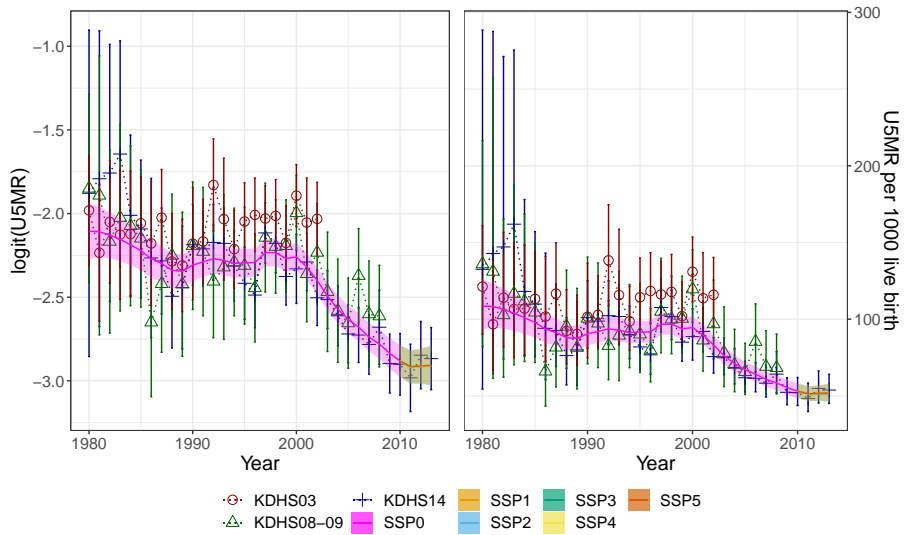 300
−1.0
−1.5
200
−2.0
−2.5
100
−3.0
logit(U5MR)
U5MR per 1000 live birth
1980 1990 2000 2010 1980 1990 2000 2010
Year Year
KDHS03 KDHS14 SSP1 SSP3 SSP5
KDHS08−09 SSP0 SSP2 SSP4